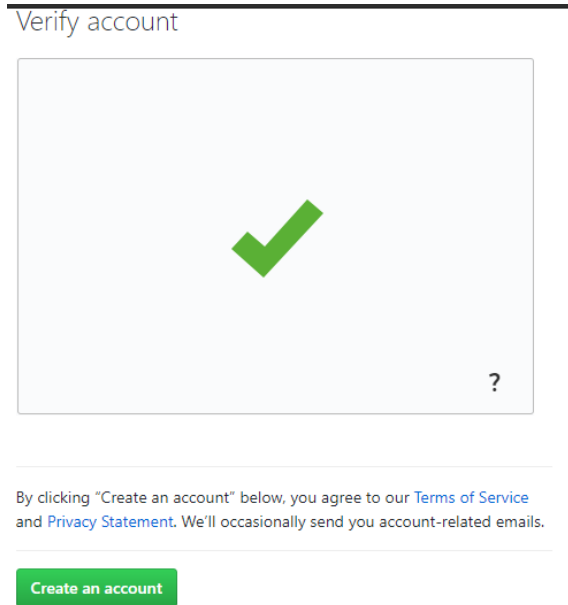 Verify account
?
By clicking “Create an account” below, you agree to our Terms of Service
and Privacy Statement. We’ll occasionally send you account-related emails.
Create an account